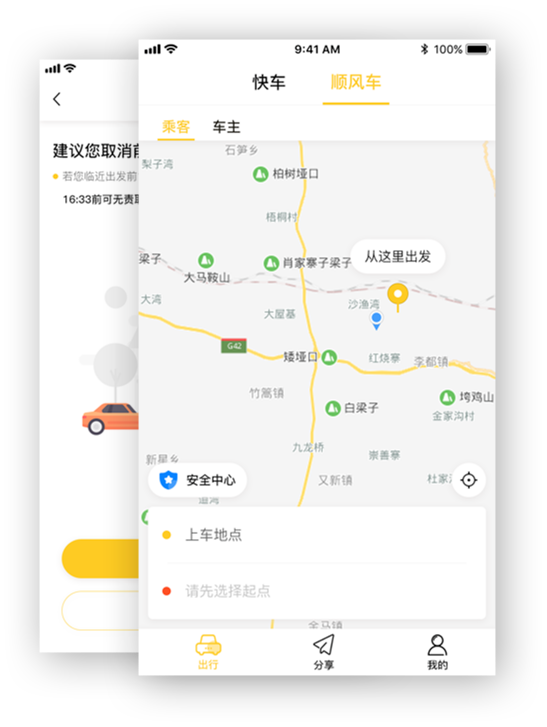 9:41 AM
100%
快车
顺风车
乘客
车主
建议您取消
若您临近出发前
16:33前可无责
石笋乡
梨子湾
柏树垭口
梧桐村
梁子
大马鞍山
肖家寨子梁子
从这里出发
大湾
沙渔湾
大屋基
G42
矮垭口
红烧寨
李都镇
竹篙镇
白梁子
垮鸡山
金家沟村
九龙桥
崇善寨
新星乡
又新镇
杜家
安全中心
上车地点
请先选择起点
金马镇
出行
分享
我的